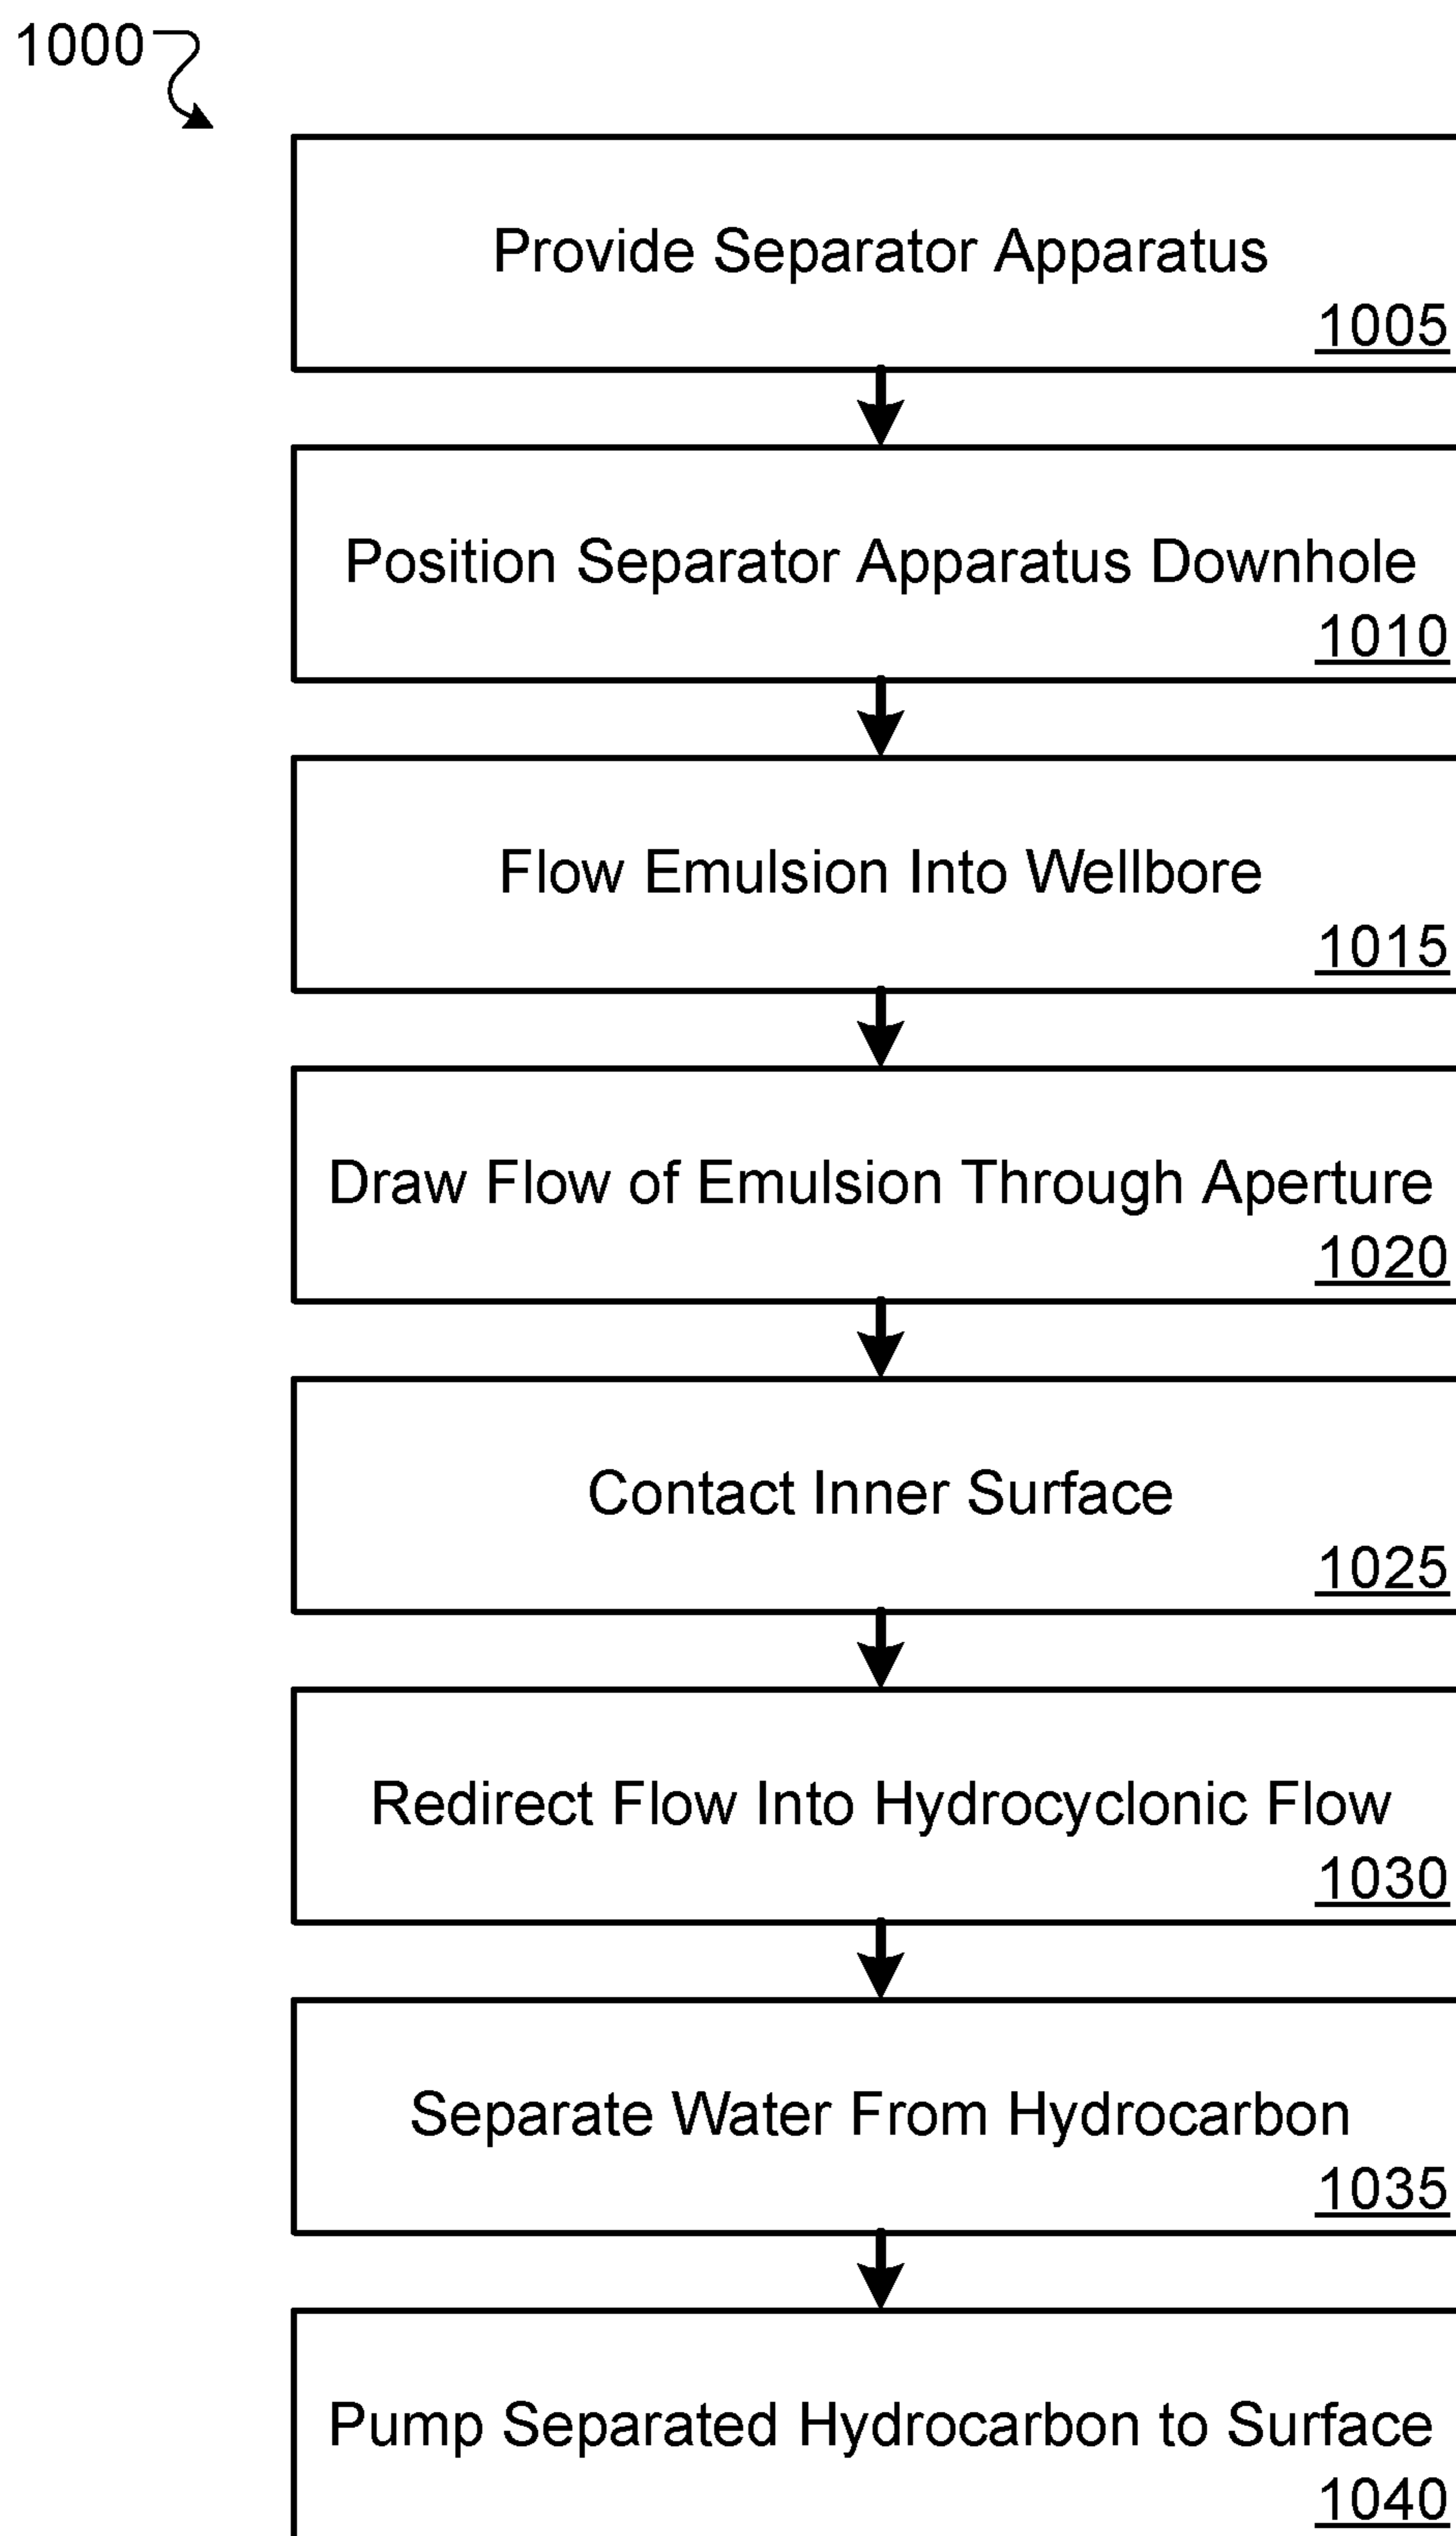 1000
Provide Separator Apparatus
1005
Position Separator Apparatus Downhole
1010
Flow Emulsion Into Wellbore
1015
Draw Flow of Emulsion Through Aperture
1020
Contact Inner Surface
1025
Redirect Flow Into Hydrocyclonic Flow
1030
Separate Water From Hydrocarbon
1035
Pump Separated Hydrocarbon to Surface
1040